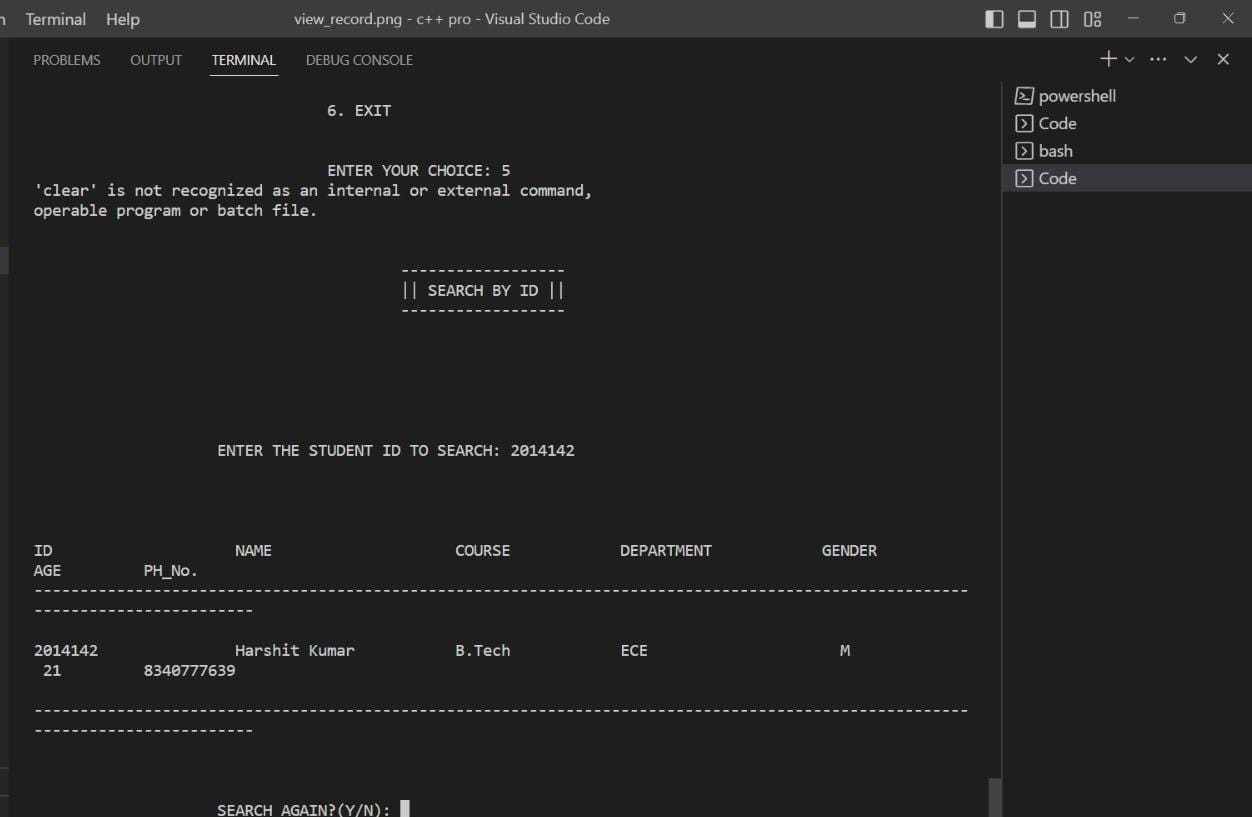 Terminal Help view_record.png - c++ pro - Visual Studio Code
PROBLEMS OUTPUT TERMINAL DEBUG CONSOLE
powershell
Code
bash
Code
6. EXIT
ENTER YOUR CHOICE: 5
'clear' is not recognized as an internal or external command,
operable program or batch file.
-------------------
|| SEARCH BY ID ||
-------------------
ENTER THE STUDENT ID TO SEARCH: 2014142
ID NAME COURSE DEPARTMENT GENDER
AGE PH_No.
------------------------------------------------------------------------------------------------------
------------------------
2014142 Harshit Kumar B.Tech ECE M
21 8340777639
------------------------------------------------------------------------------------------------------
------------------------
SEARCH AGAIN?(Y/N):